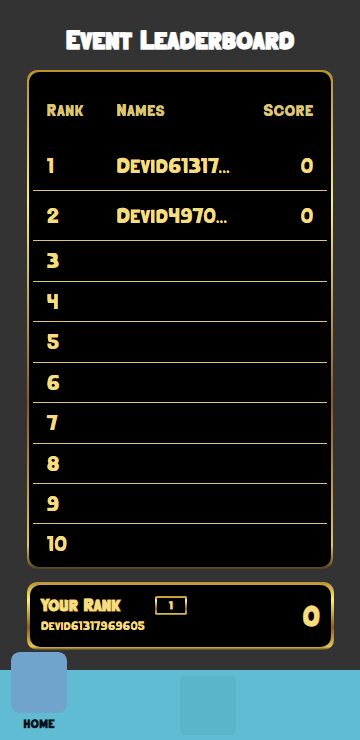 Event Leaderboard
Rank Names Score
1 Devid61317... 0
2 Devid4970... 0
3
4
5
6
7
8
9
10
Your Rank 1 0
Devid61317969605
HOME